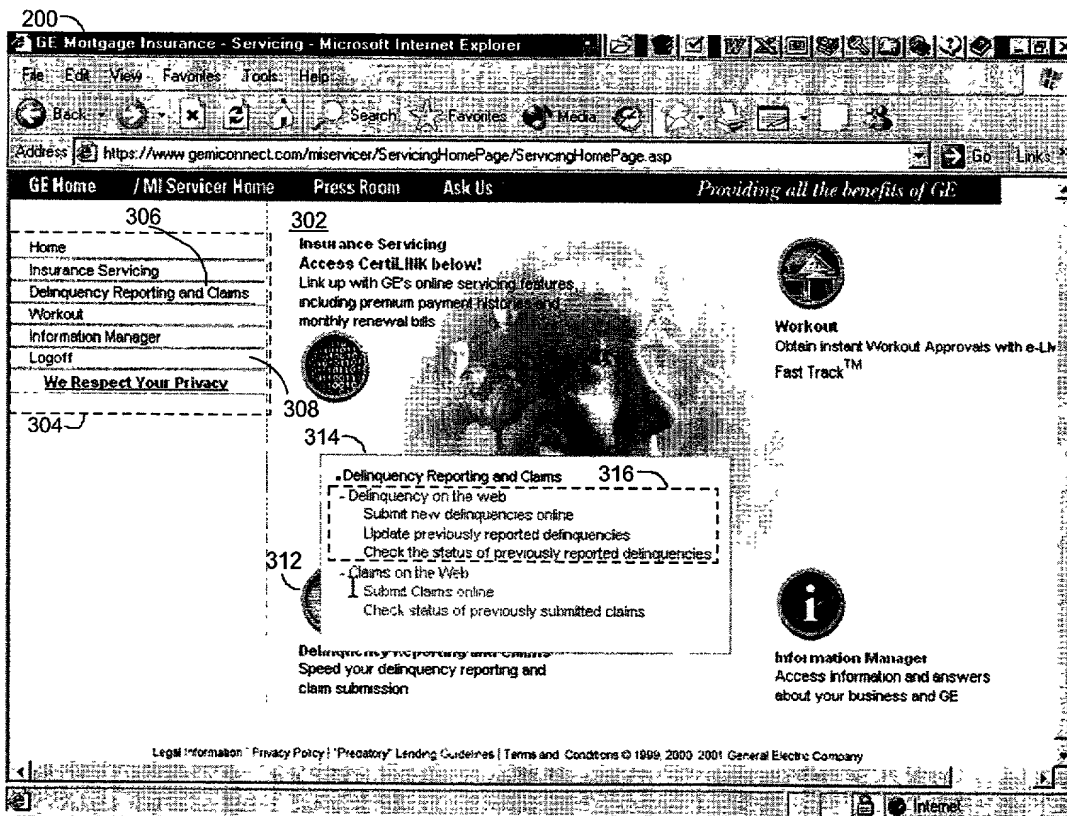 200
GE Mortgage Insurance - Servicing - Microsoft Internet Explorer
File Edit View Favorites Tools Help
Back Search Favorites Media
Address https://www.gemiconnect.com/miservicer/ServicingHomePage/ServicingHomePage.asp Go Links
GE Home / MI Servicer Home Press Room Ask Us Providing all the benefits of GE
306
302
Home
Insurance Servicing
Delinquency Reporting and Claims
Workout
Information Manager
Logoff
We Respect Your Privacy
304
308
Insurance Servicing
Access CertiLINK below!
Link up with GE's online servicing features,
including premium payment histories and
monthly renewal bills
Workout
Obtain instant Workout Approvals with e-Liv
Fast Track™
314
316
.Delinquency Reporting and Claims
- Delinquency on the web
Submit new delinquencies online
Update previously reported delinquencies
Check the status of previously reported delinquencies
- Claims on the Web
Submit Claims online
Check status of previously submitted claims
312
Delinquency Reporting and Claims
Speed your delinquency reporting and
claim submission
Information Manager
Access information and answers
about your business and GE
Legal Information | Privacy Policy | "Predatory" Lending Guidelines | Terms and Conditions © 1999, 2000-2001 General Electric Company
Internet